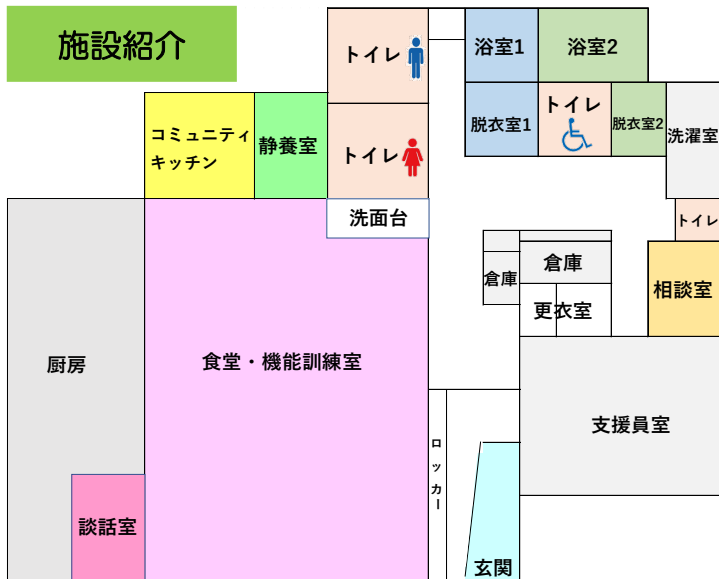 施設紹介
トイレ
浴室1
浴室2
コミュニティ
キッチン
静養室
トイレ
脱衣室1
トイレ
脱衣室2
洗濯室
洗面台
トイレ
倉庫
倉庫
相談室
更衣室
厨房
食堂・機能訓練室
支援員室
ロッカー
談話室
玄関